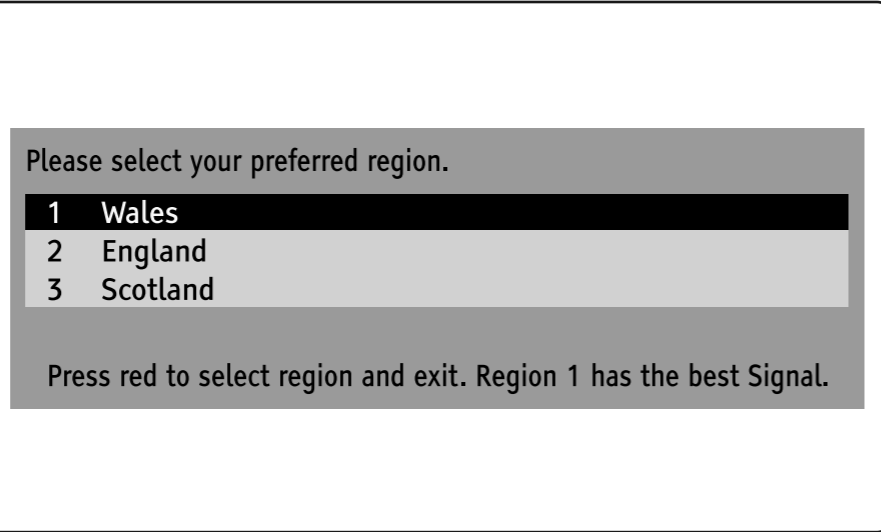 Please select your preferred region.
1 Wales
2 England
3 Scotland
Press red to select region and exit. Region 1 has the best Signal.